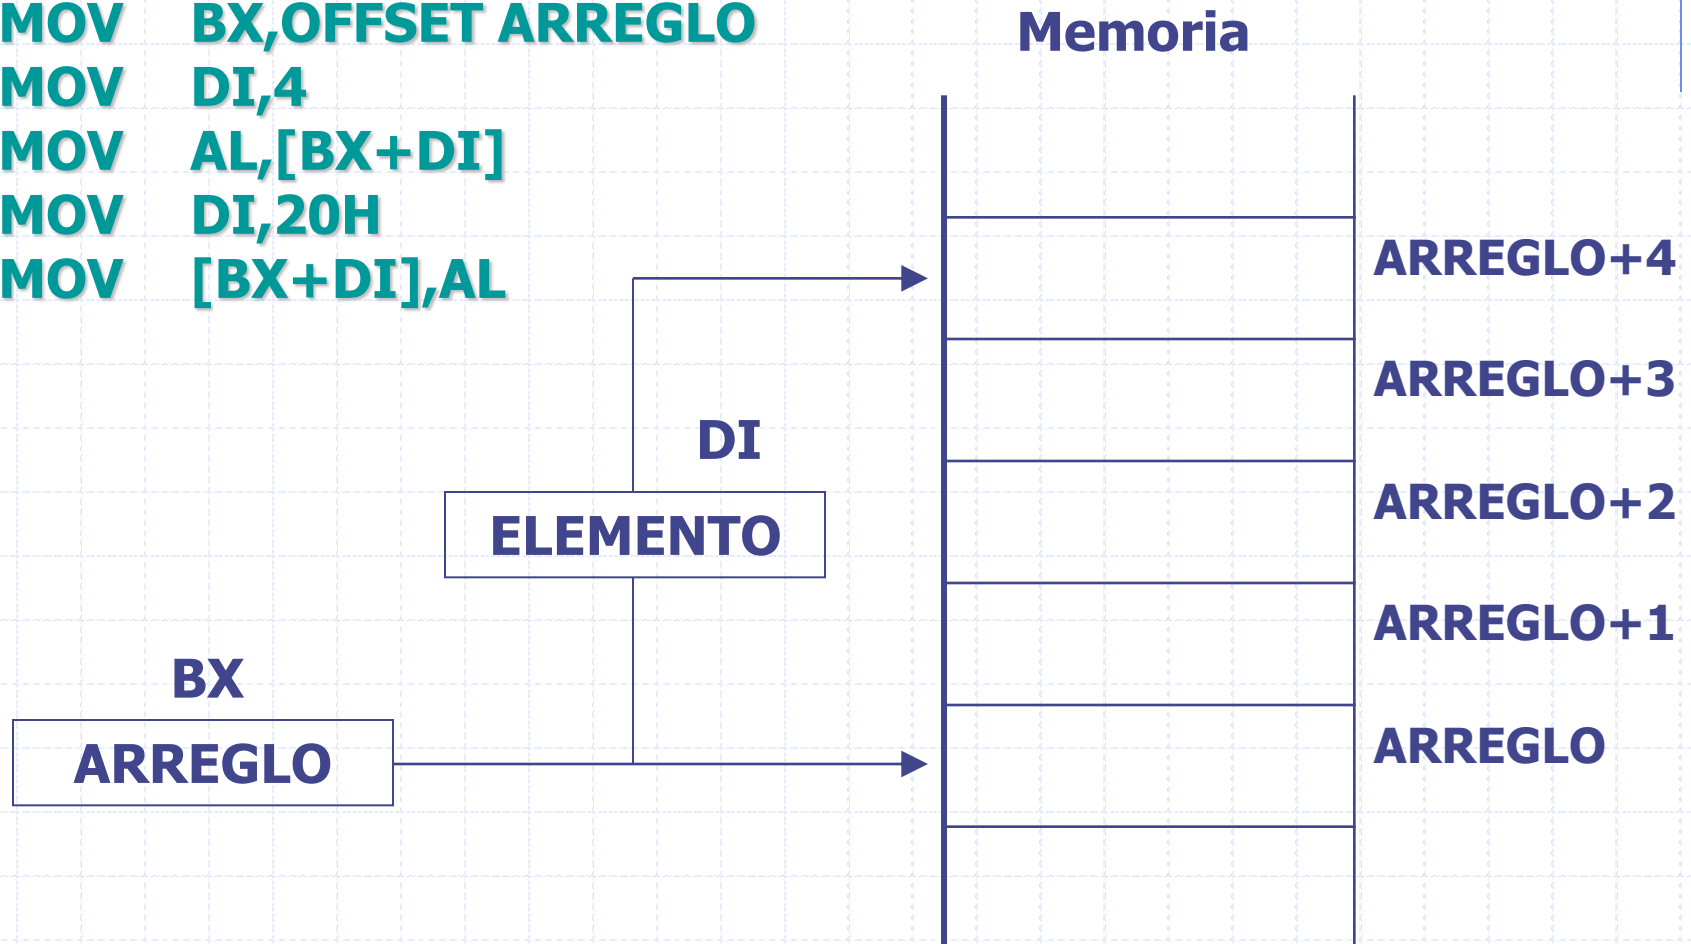 MOV BX,OFFSET ARREGLO
MOV DI,4
MOV AL,[BX+DI]
MOV DI,20H
MOV [BX+DI],AL
Memoria
ARREGLO+4
ARREGLO+3
DI
ARREGLO+2
ELEMENTO
ARREGLO+1
BX
ARREGLO
ARREGLO